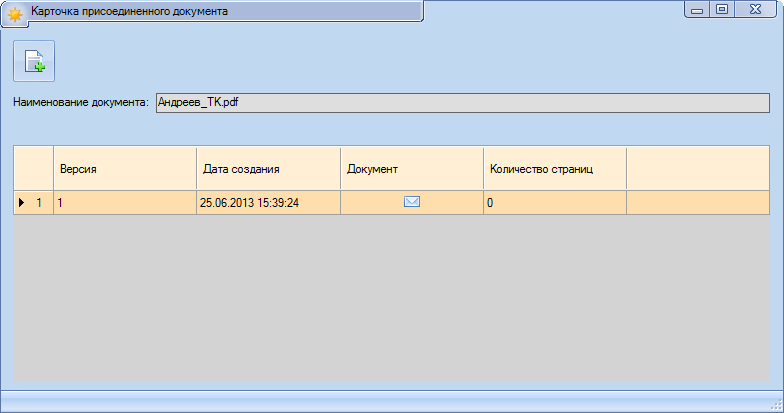 Карточка присоединенного документа
Наименование документа: Андреев_ТК.pdf
Версия Дата создания Документ Количество страниц
1 1 25.06.2013 15:39:24 0